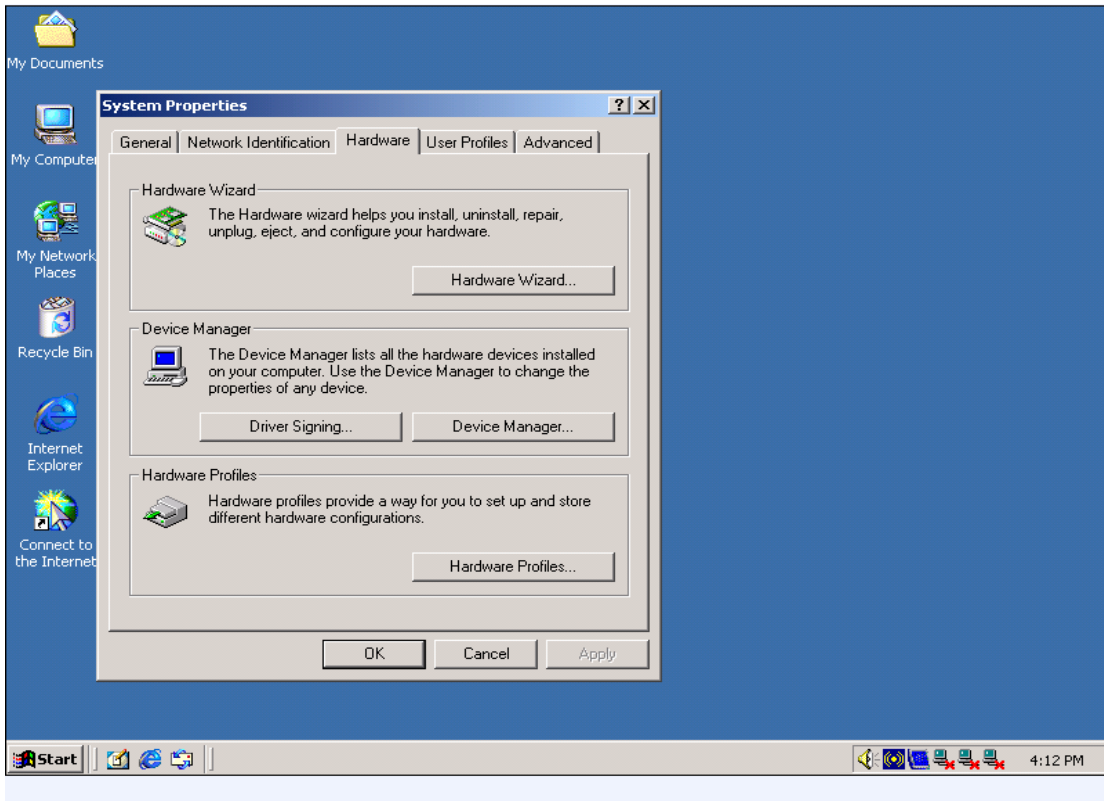 My Documents
My Computer
My Network
Places
Recycle Bin
Internet
Explorer
Connect to
the Internet
System Properties
General
Network Identification
Hardware
User Profiles
Advanced
Hardware Wizard
The Hardware wizard helps you install, uninstall, repair,
unplug, eject, and configure your hardware.
Hardware Wizard...
Device Manager
The Device Manager lists all the hardware devices installed
on your computer. Use the Device Manager to change the
properties of any device.
Driver Signing...
Device Manager...
Hardware Profiles
Hardware profiles provide a way for you to set up and store
different hardware configurations.
Hardware Profiles...
OK
Cancel
Apply
Start
4:12 PM